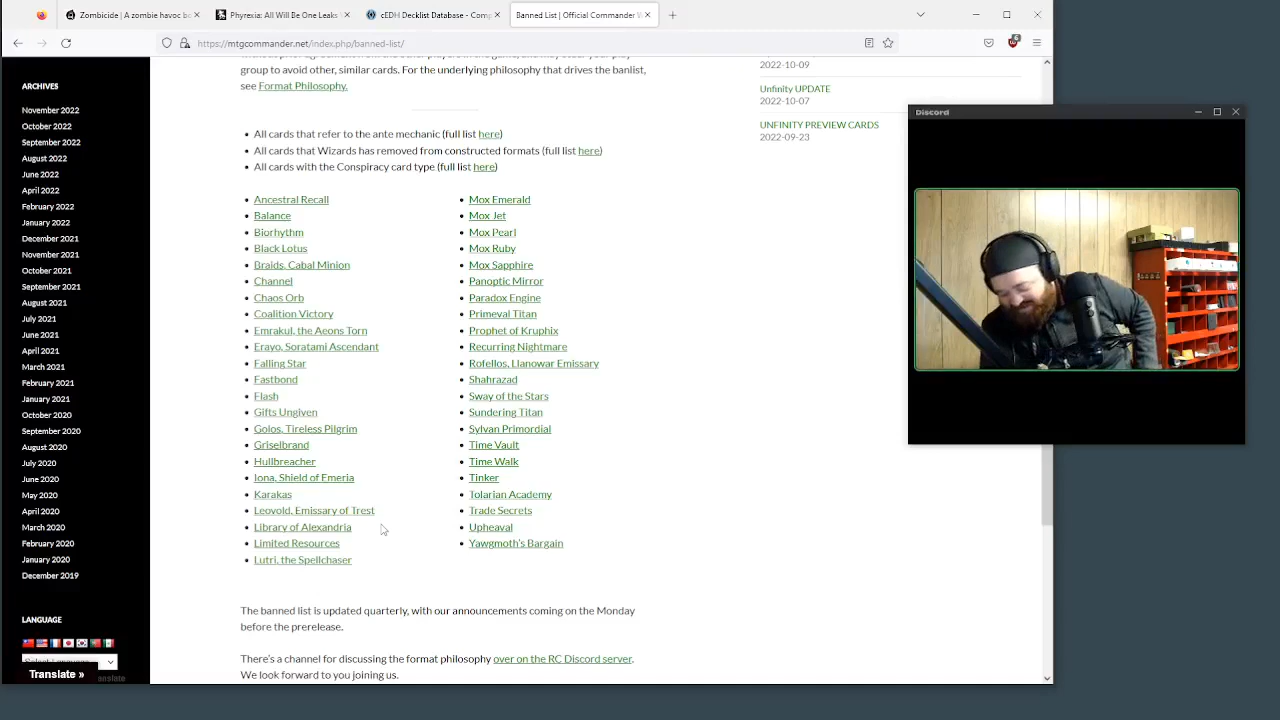 Zombicide | A zombie havoc bo
Phyrexia: All Will Be One Leaks
cEDH Decklist Database - Comp
Banned List | Official Commander W
https://mtgcommander.net/index.php/banned-list/
6
ARCHIVES
November 2022
October 2022
September 2022
August 2022
June 2022
April 2022
February 2022
January 2022
December 2021
November 2021
October 2021
September 2021
August 2021
July 2021
June 2021
April 2021
March 2021
February 2021
January 2021
October 2020
September 2020
August 2020
July 2020
June 2020
May 2020
April 2020
March 2020
February 2020
January 2020
December 2019
LANGUAGE
Select Language
Translate »
anslate
group to avoid other, similar cards. For the underlying philosophy that drives the banlist,
see Format Philosophy.
All cards that refer to the ante mechanic (full list here)
All cards that Wizards has removed from constructed formats (full list here)
All cards with the Conspiracy card type (full list here)
Ancestral Recall
Balance
Biorhythm
Black Lotus
Braids, Cabal Minion
Channel
Chaos Orb
Coalition Victory
Emrakul, the Aeons Torn
Erayo, Soratami Ascendant
Falling Star
Fastbond
Flash
Gifts Ungiven
Golos, Tireless Pilgrim
Griselbrand
Hullbreacher
Iona, Shield of Emeria
Karakas
Leovold, Emissary of Trest
Library of Alexandria
Limited Resources
Lutri, the Spellchaser
Mox Emerald
Mox Jet
Mox Pearl
Mox Ruby
Mox Sapphire
Panoptic Mirror
Paradox Engine
Primeval Titan
Prophet of Kruphix
Recurring Nightmare
Rofellos, Llanowar Emissary
Shahrazad
Sway of the Stars
Sundering Titan
Sylvan Primordial
Time Vault
Time Walk
Tinker
Tolarian Academy
Trade Secrets
Upheaval
Yawgmoth's Bargain
The banned list is updated quarterly, with our announcements coming on the Monday
before the prerelease.
There's a channel for discussing the format philosophy over on the RC Discord server.
We look forward to you joining us.
2022-10-09
Unfinity UPDATE
2022-10-07
UNFINITY PREVIEW CARDS
2022-09-23
Discord